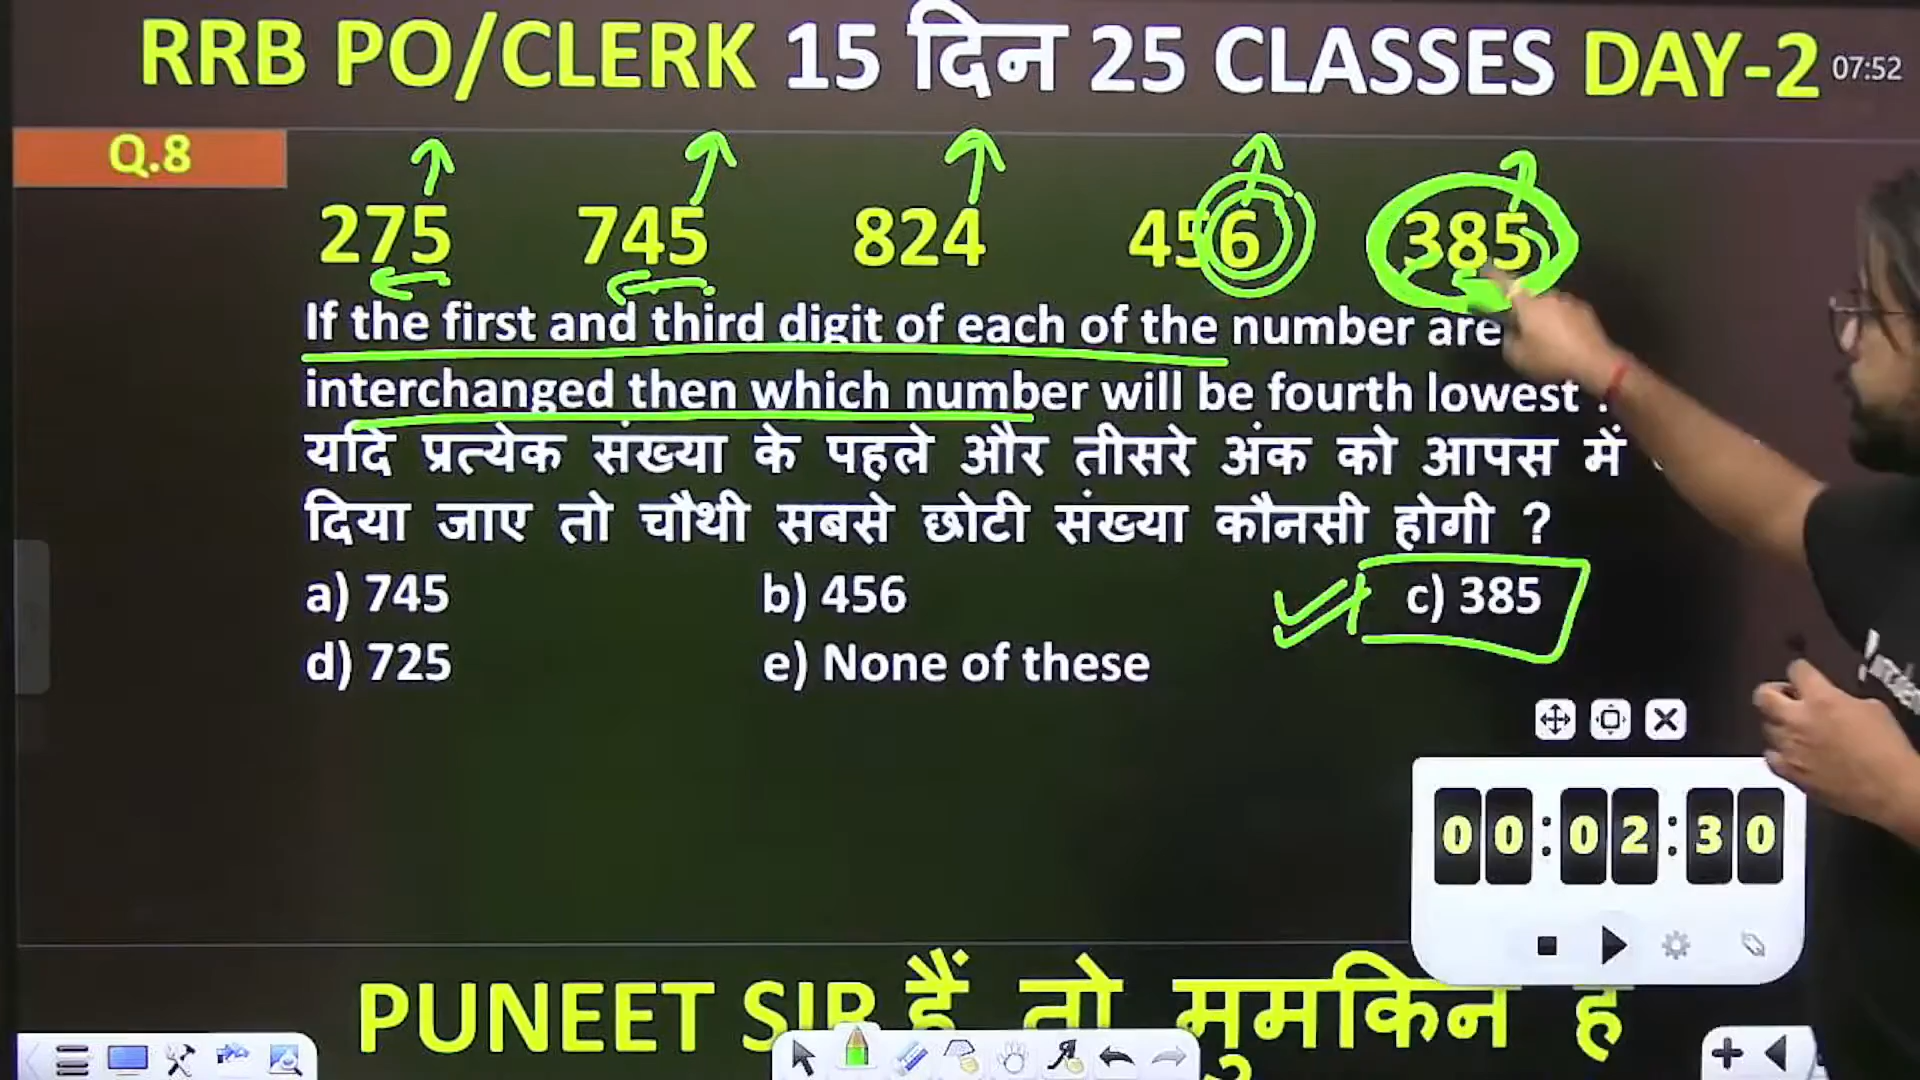 RRB PO/CLERK 15 दिन 25 CLASSES DAY-2 07:52
Q.8
275 745 824 456 385
If the first and third digit of each of the number are
interchanged then which number will be fourth lowest
यदि प्रत्येक संख्या के पहले और तीसरे अंक को आपस में
दिया जाए तो चौथी सबसे छोटी संख्या कौनसी होगी ?
a) 745 b) 456 c) 385
d) 725 e) None of these
00:02:30
PUNEET SIR हैं तो मुमकिन है